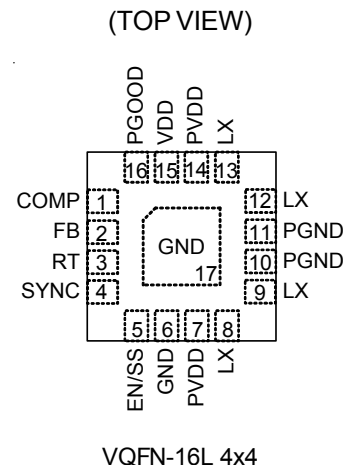 (TOP VIEW)
PGOOD VDD PVDD LX
16 15 14 13
COMP 1 12 LX
FB 2 11 PGND
RT 3 10 PGND
SYNC 4 9 LX
GND
17
5 6 7 8
EN/SS GND PVDD LX
VQFN-16L 4x4